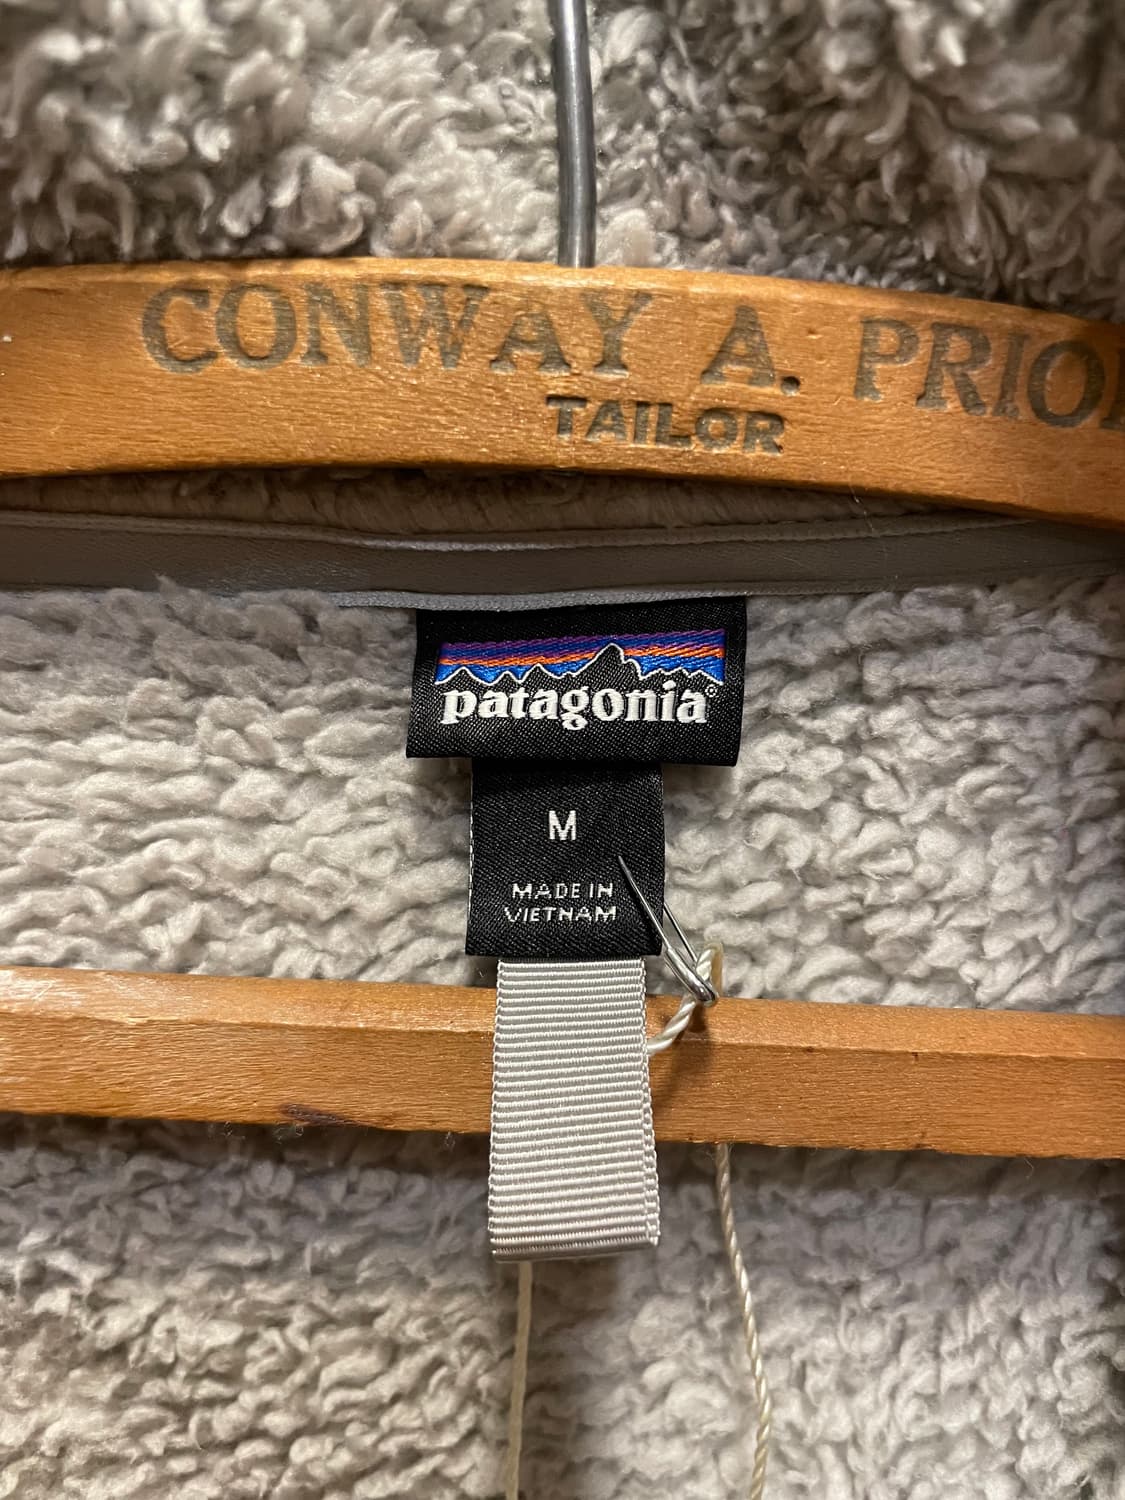 CONWAY A. PRIO
TAILOR
patagonia®
M
MADE IN
VIETNAM